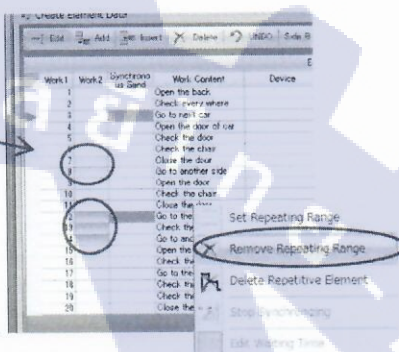 Create Element Data
Edit Add Insert Delete UNDO Side B
Work1 Work2 Synchrono us Send Work Content Device
1 Open the back
2 Check every where
3 Go to next car
4 Open the door of car
5 Check the door
6 Check the chair
7 Close the door
8 Go to another side
9 Open the door
10 Check the chair
11 Close the door
12 Go to the
13 Check the
14 Go to
15 Open the
16 Check the
17 Go to
18 Check the
19 Check the
20 Close the
Set Repeating Range
Remove Repeating Range
Delete Repetitive Element
Stop Synchronizing
Edit Waiting Time